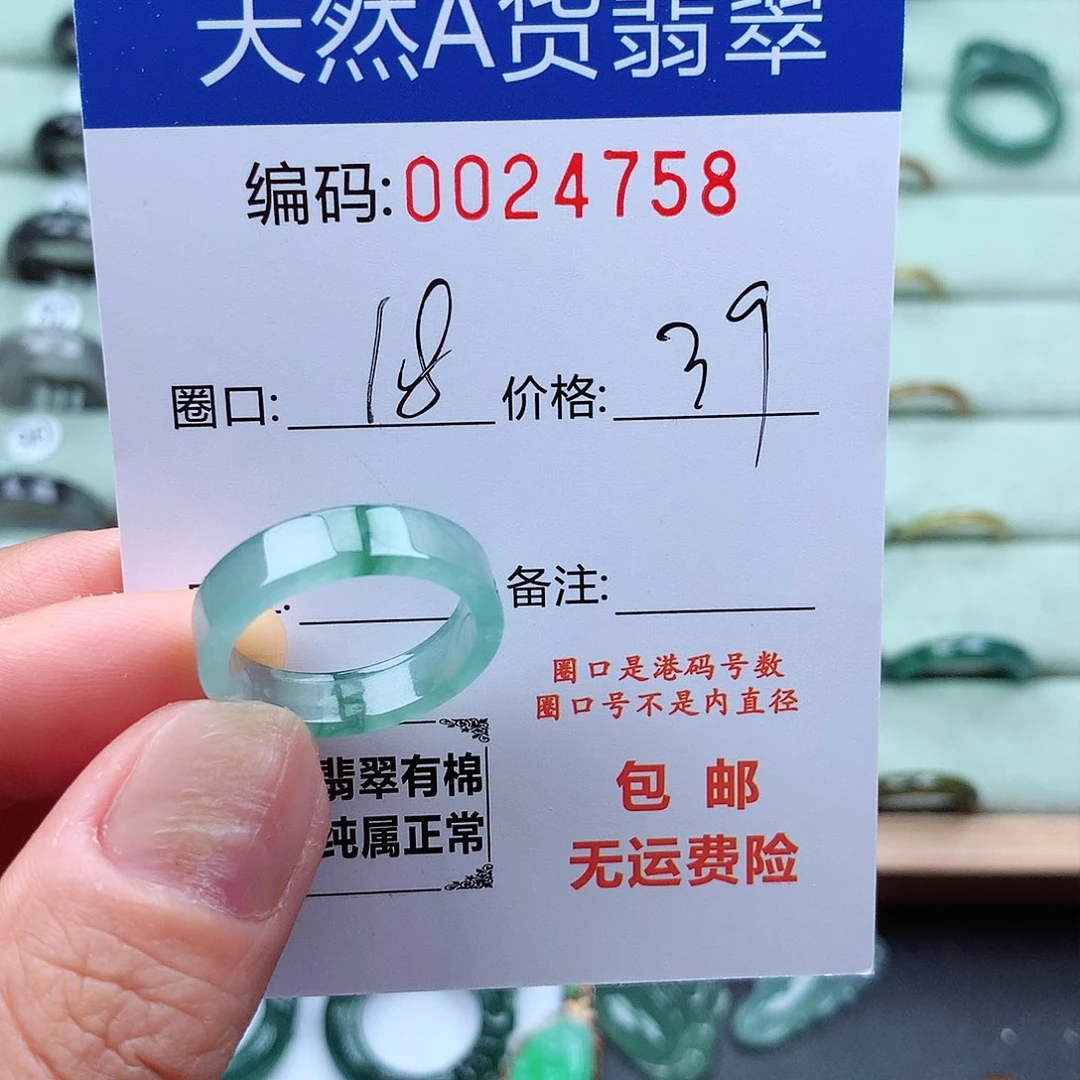 天然A货翡翠
编码:0024758
圈口: 18 价格: 39
备注:
圈口是港码号数
圈口号不是内直径
翡翠有棉
纯属正常
包 邮
无运费险